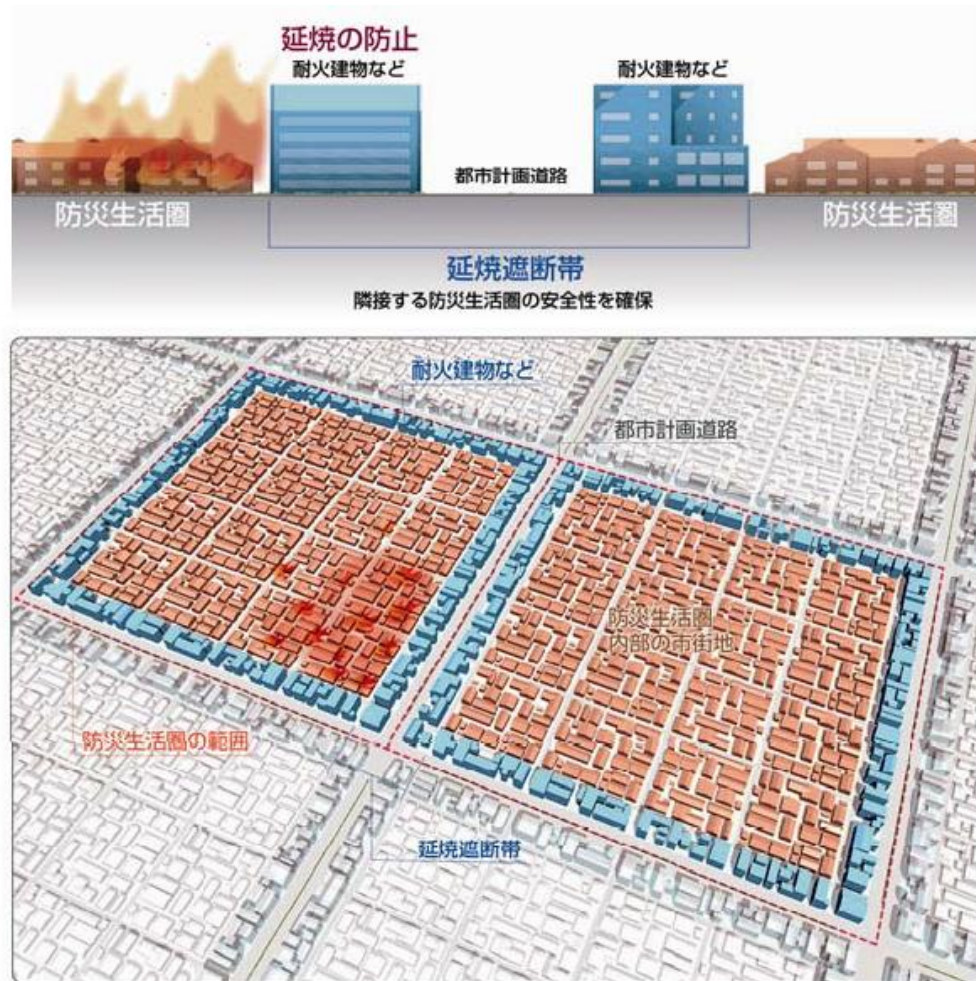 延焼の防止
耐火建物など
耐火建物など
都市計画道路
防災生活圏
防災生活圏
延焼遮断帯
隣接する防災生活圏の安全性を確保
耐火建物など
都市計画道路
防災生活圏
内部の市街地
防災生活圏の範囲
延焼遮断帯